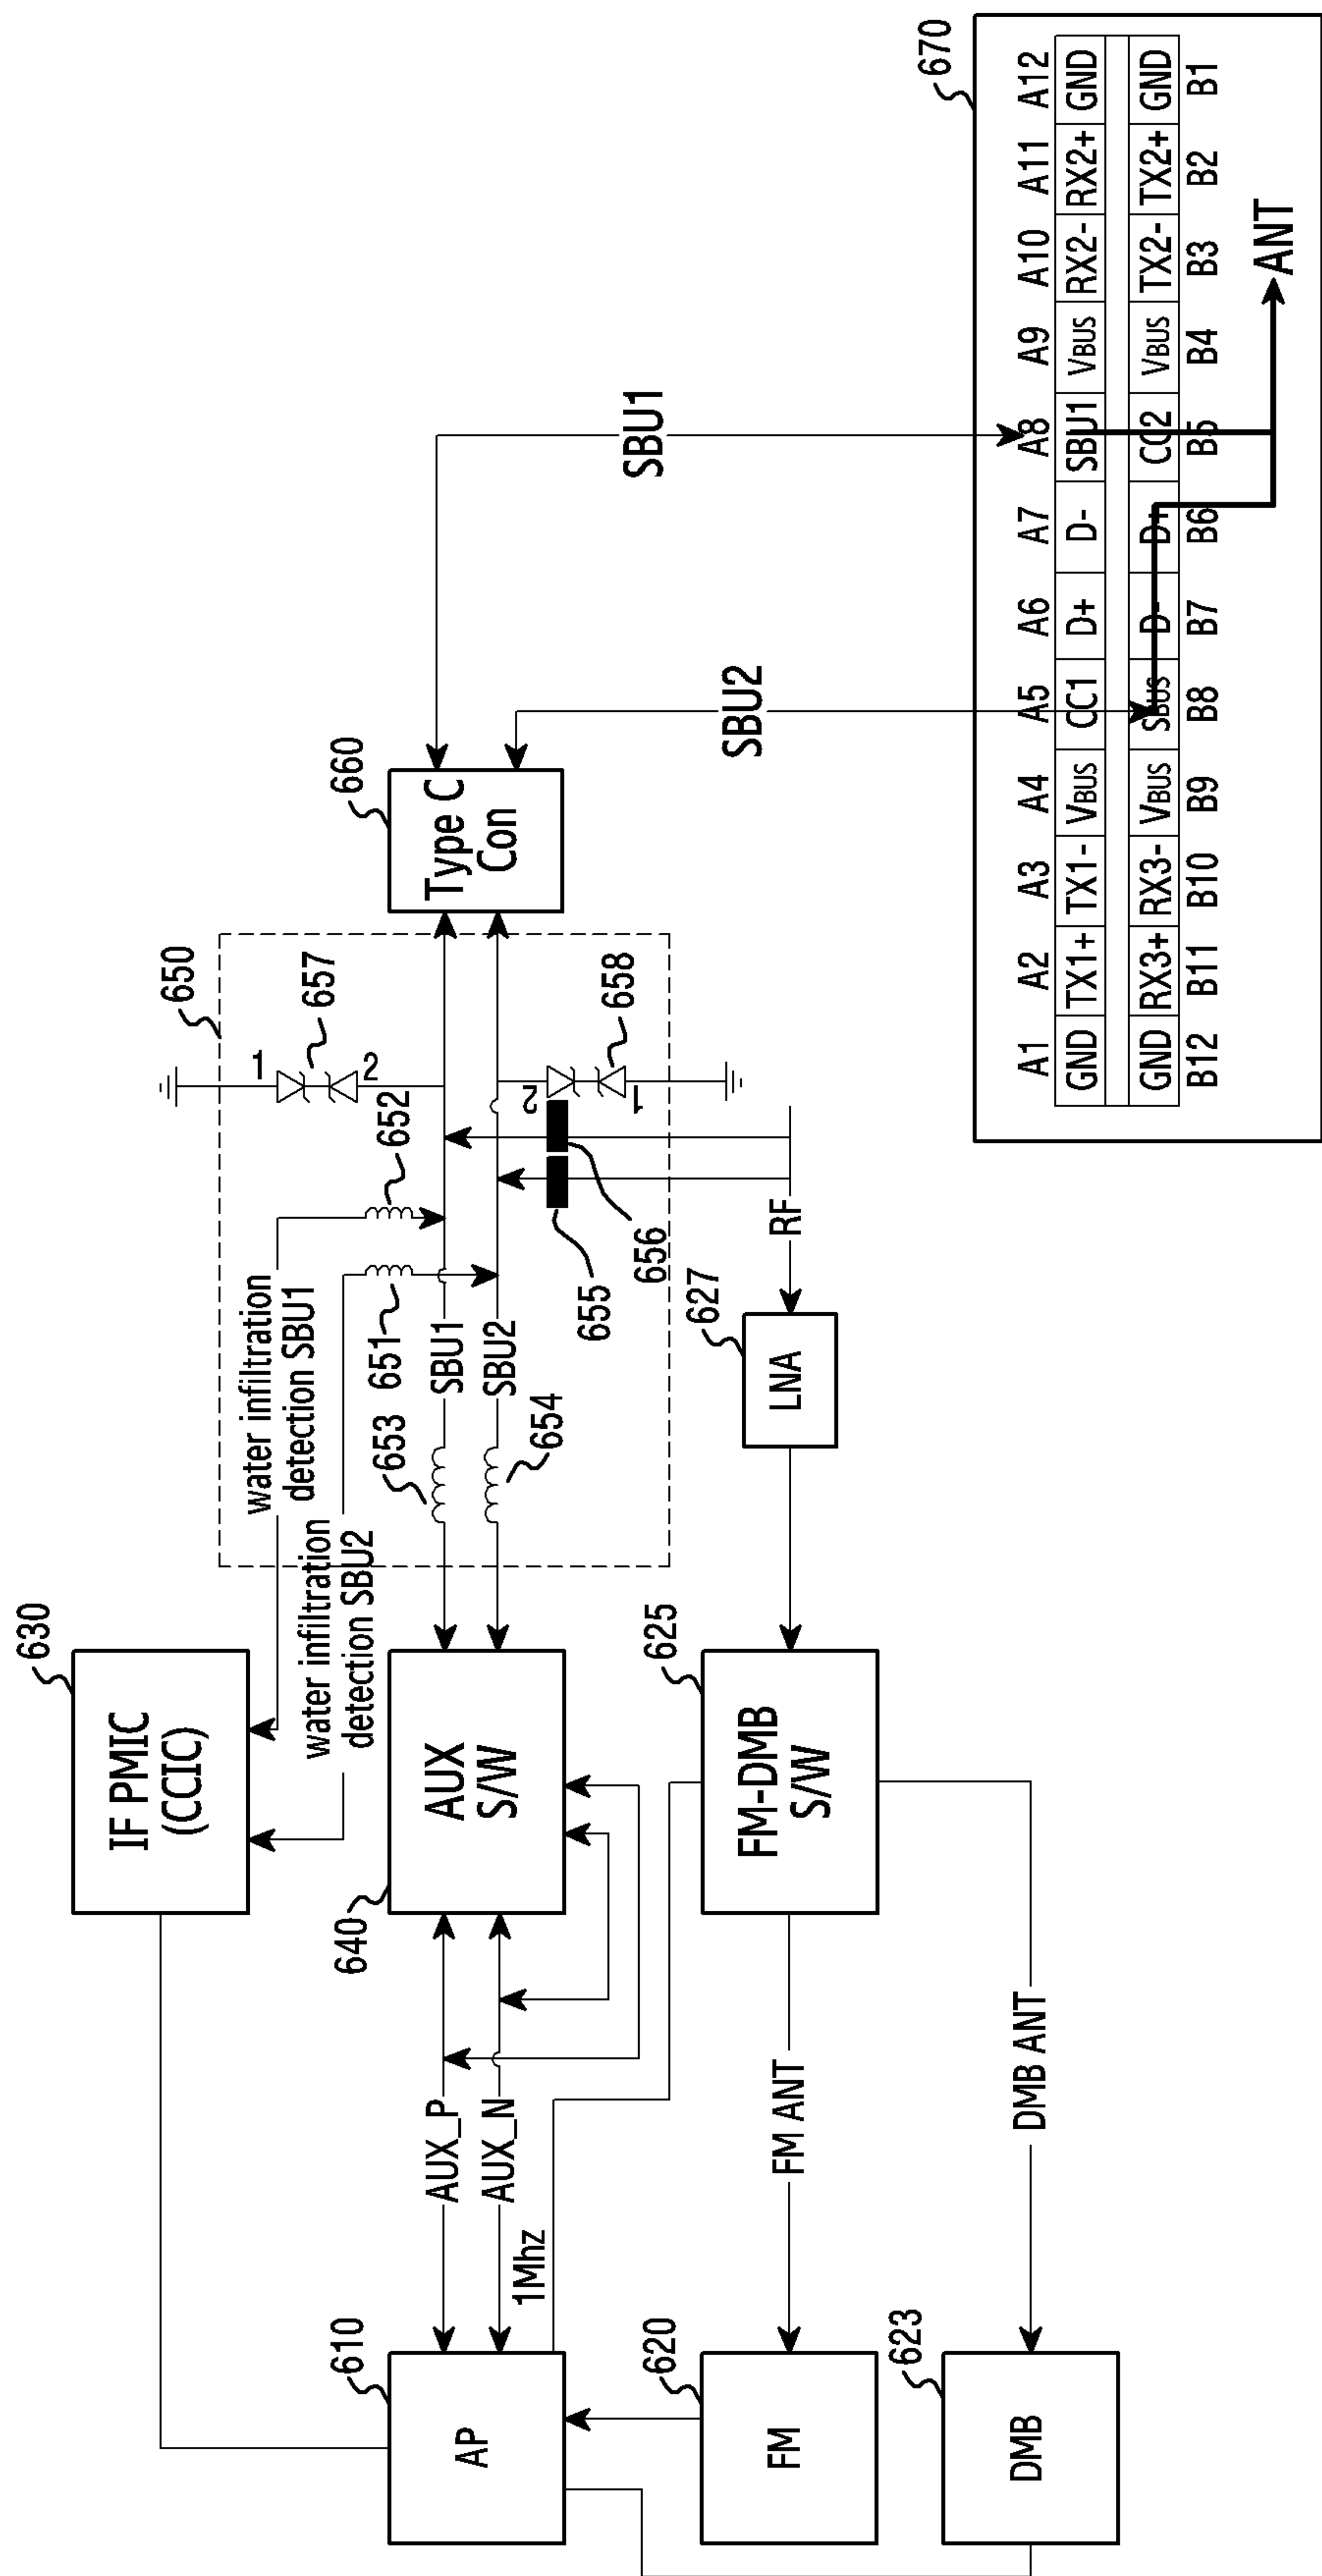 630
IF PMIC
(CCIC)
water infiltration
detection SBU1
water infiltration
detection SBU2
650
1
657
2
652
651
653
SBU1
SBU2
654
655
656
2
658
1
660
Type C
Con
SBU1
SBU2
610
AP
AUX_P
AUX_N
1Mhz
640
AUX
S/W
620
FM
FM ANT
625
FM-DMB
S/W
627
LNA
RF
623
DMB
DMB ANT
670
A1 A2 A3 A4 A5 A6 A7 A8 A9 A10 A11 A12
GND TX1+ TX1- VBUS CC1 D+ D- SBU1 VBUS RX2- RX2+ GND
GND RX3+ RX3- VBUS SBUS D- D+ CC2 VBUS TX2- TX2+ GND
B12 B11 B10 B9 B8 B7 B6 B5 B4 B3 B2 B1
ANT